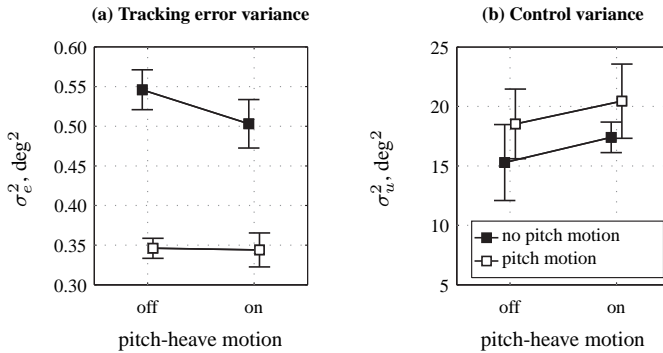 (a) Tracking error variance
0.60
0.55
0.50
0.45
0.40
0.35
0.30
σ²ₑ, deg²
off on
pitch-heave motion
(b) Control variance
25
20
15
10
5
σ²ᵤ, deg²
no pitch motion
pitch motion
off on
pitch-heave motion